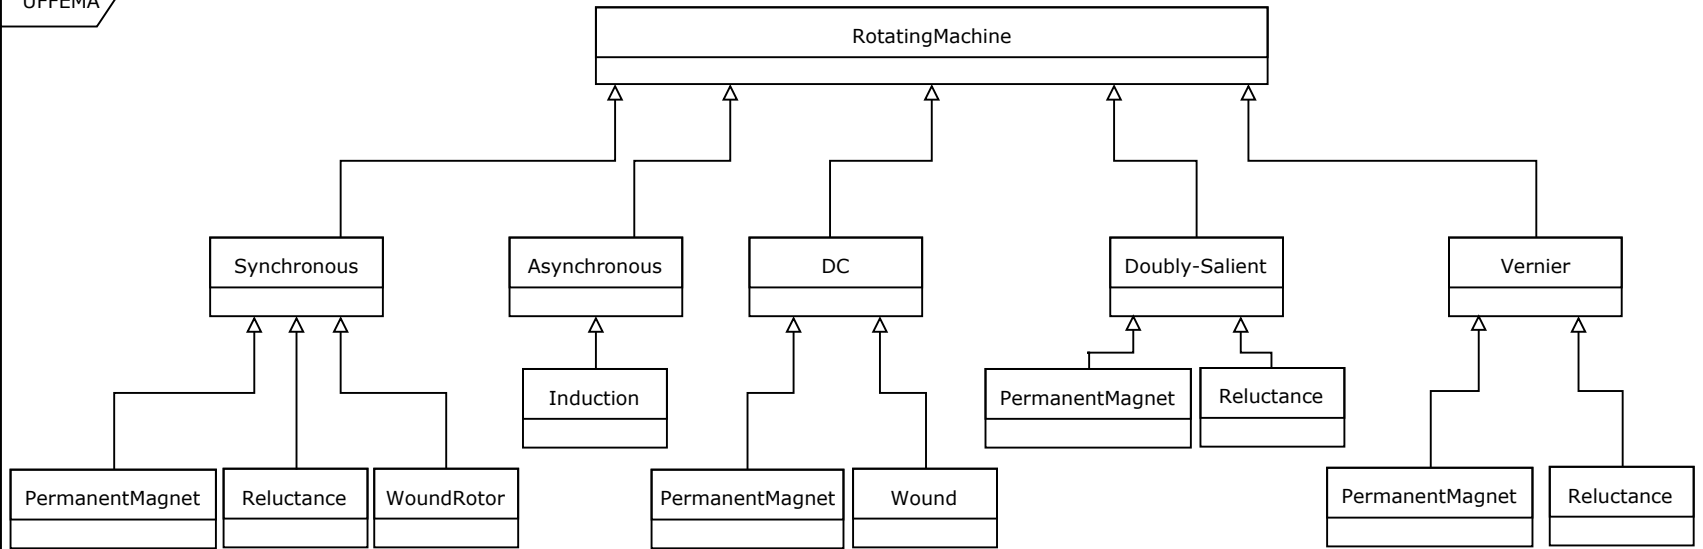 UFFEMA
RotatingMachine
Synchronous
Asynchronous
DC
Doubly-Salient
Vernier
Induction
PermanentMagnet
Reluctance
PermanentMagnet
Reluctance
WoundRotor
PermanentMagnet
Wound
PermanentMagnet
Reluctance